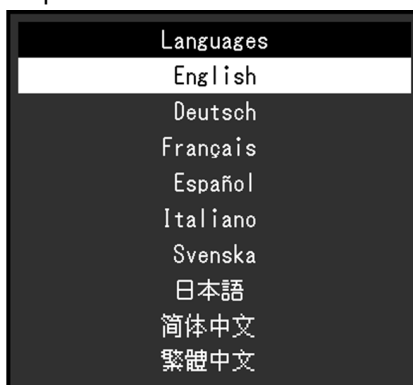 Languages
English
Deutsch
Français
Español
Italiano
Svenska
日本語
简体中文
繁體中文